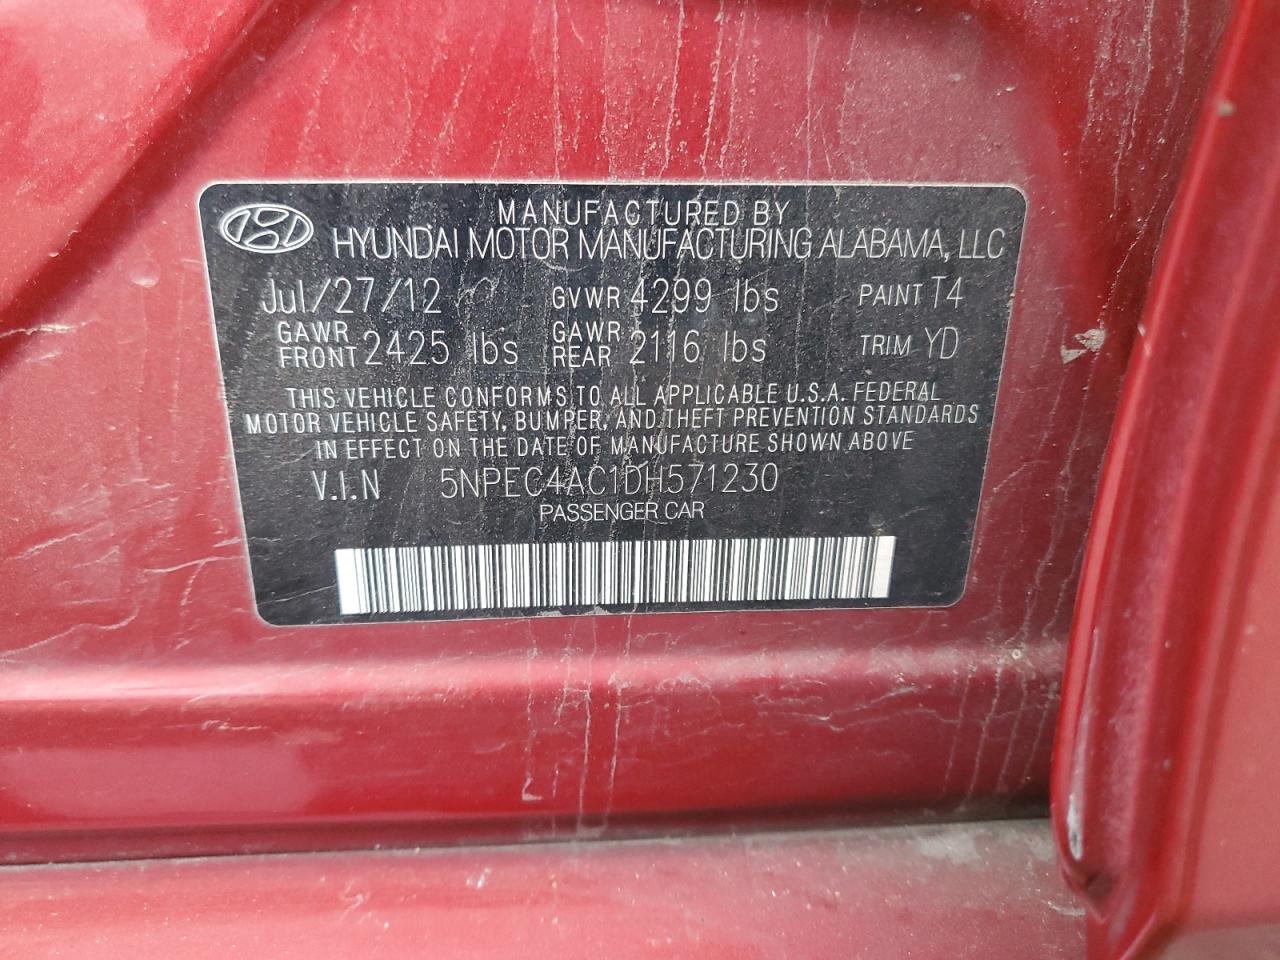 MANUFACTURED BY
HYUNDAI MOTOR MANUFACTURING ALABAMA, LLC
Jul/27/12 GVWR 4299 lbs PAINT T4
GAWR FRONT 2425 lbs GAWR REAR 2116 lbs TRIM YD
THIS VEHICLE CONFORMS TO ALL APPLICABLE U.S.A. FEDERAL
MOTOR VEHICLE SAFETY, BUMPER, AND THEFT PREVENTION STANDARDS
IN EFFECT ON THE DATE OF MANUFACTURE SHOWN ABOVE
V.I.N 5NPEC4AC1DH571230
PASSENGER CAR